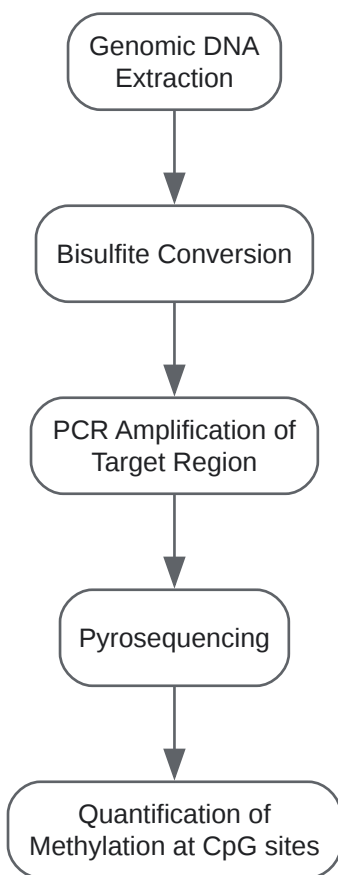 Genomic DNA
Extraction
Bisulfite Conversion
PCR Amplification of
Target Region
Pyrosequencing
Quantification of
Methylation at CpG sites